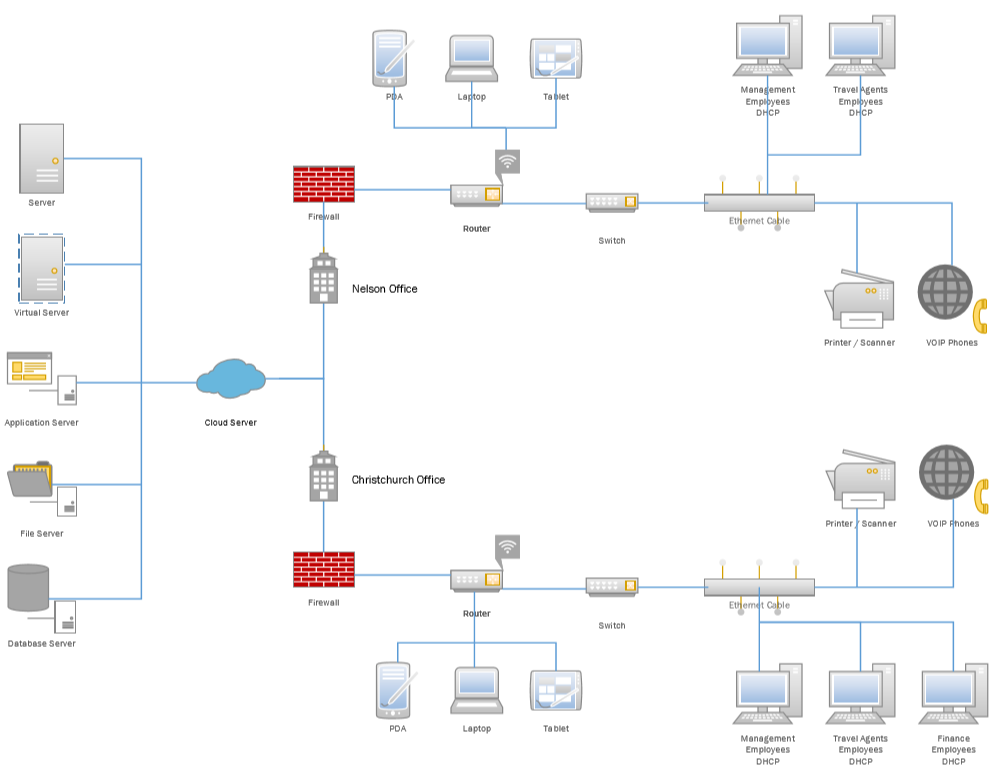 PDA
Laptop
Tablet
Management
Employees
DHCP
Travel Agents
Employees
DHCP
Server
Firewall
Router
Switch
Ethernet Cable
Nelson Office
Virtual Server
Printer / Scanner
VOIP Phones
Application Server
Cloud Server
Christchurch Office
File Server
Printer / Scanner
VOIP Phones
Firewall
Router
Switch
Ethernet Cable
Database Server
PDA
Laptop
Tablet
Management
Employees
DHCP
Travel Agents
Employees
DHCP
Finance
Employees
DHCP